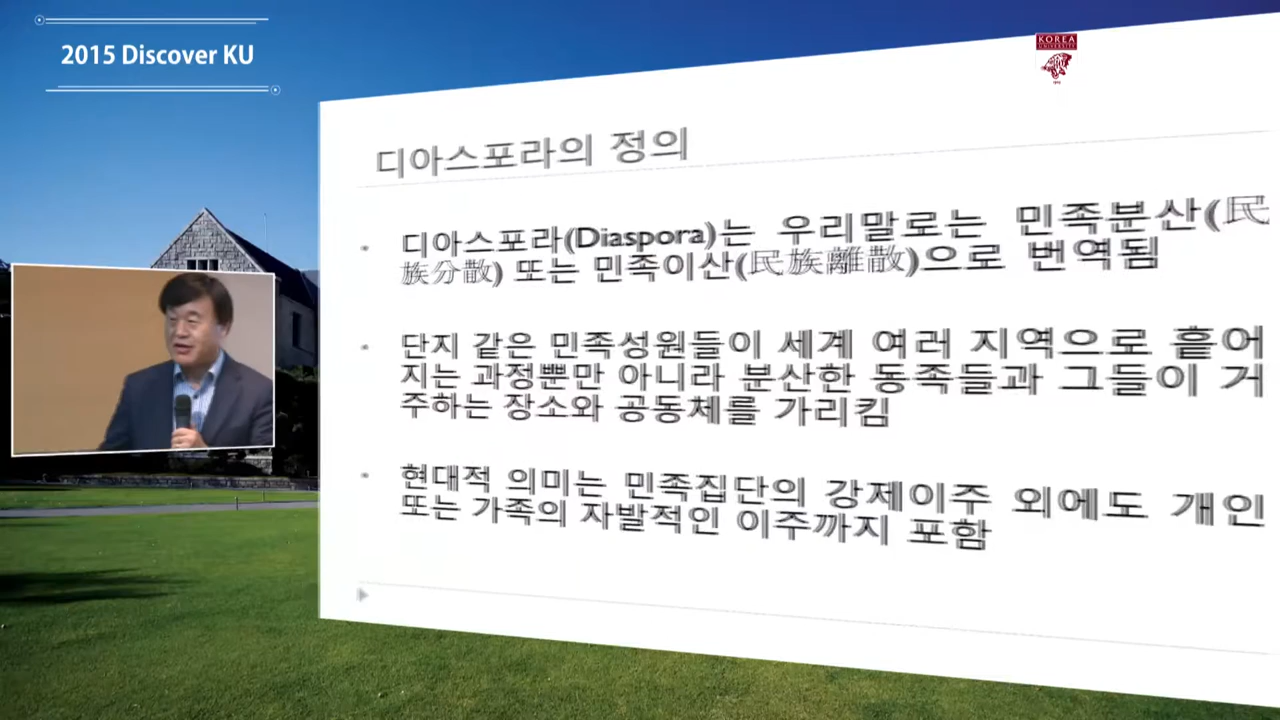 2015 Discover KU
KOREA
UNIVERSITY
디아스포라의 정의
디아스포라(Diaspora)는 우리말로는 민족분산(民
族分散) 또는 민족이산(民族離散)으로 번역됨
단지 같은 민족성원들이 세계 여러 지역으로 흩어
지는 과정뿐만 아니라 분산한 동족들과 그들이 거
주하는 장소와 공동체를 가리킴
현대적 의미는 민족집단의 강제이주 외에도 개인
또는 가족의 자발적인 이주까지 포함